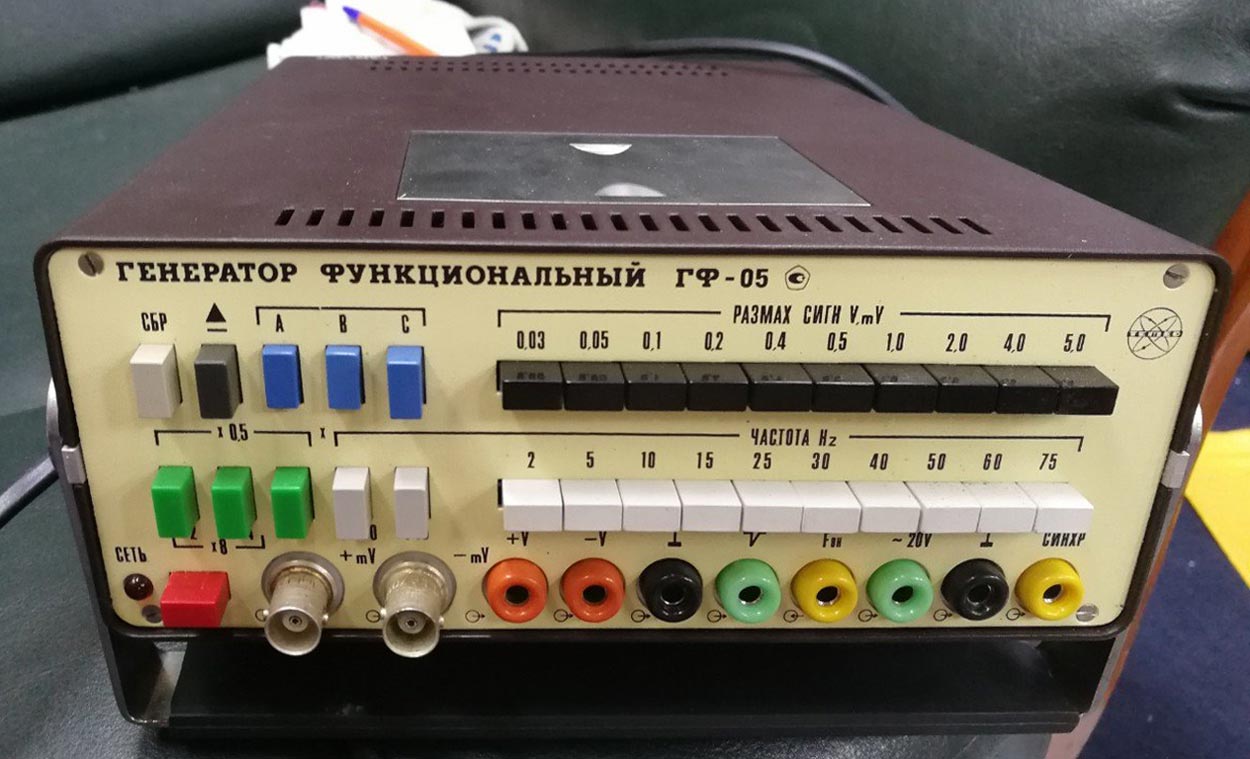 ГЕНЕРАТОР ФУНКЦИОНАЛЬНЫЙ ГФ-05
СБР
A B C
РАЗМАХ СИГН V,mV
0,03 0,05 0,1 0,2 0,4 0,5 1,0 2,0 4,0 5,0
x 0,5 x
ЧАСТОТА Hz
2 5 10 15 25 30 40 50 60 75
x8
СЕТЬ
+mV -mV
+V -V Fон ~20V СИНХР